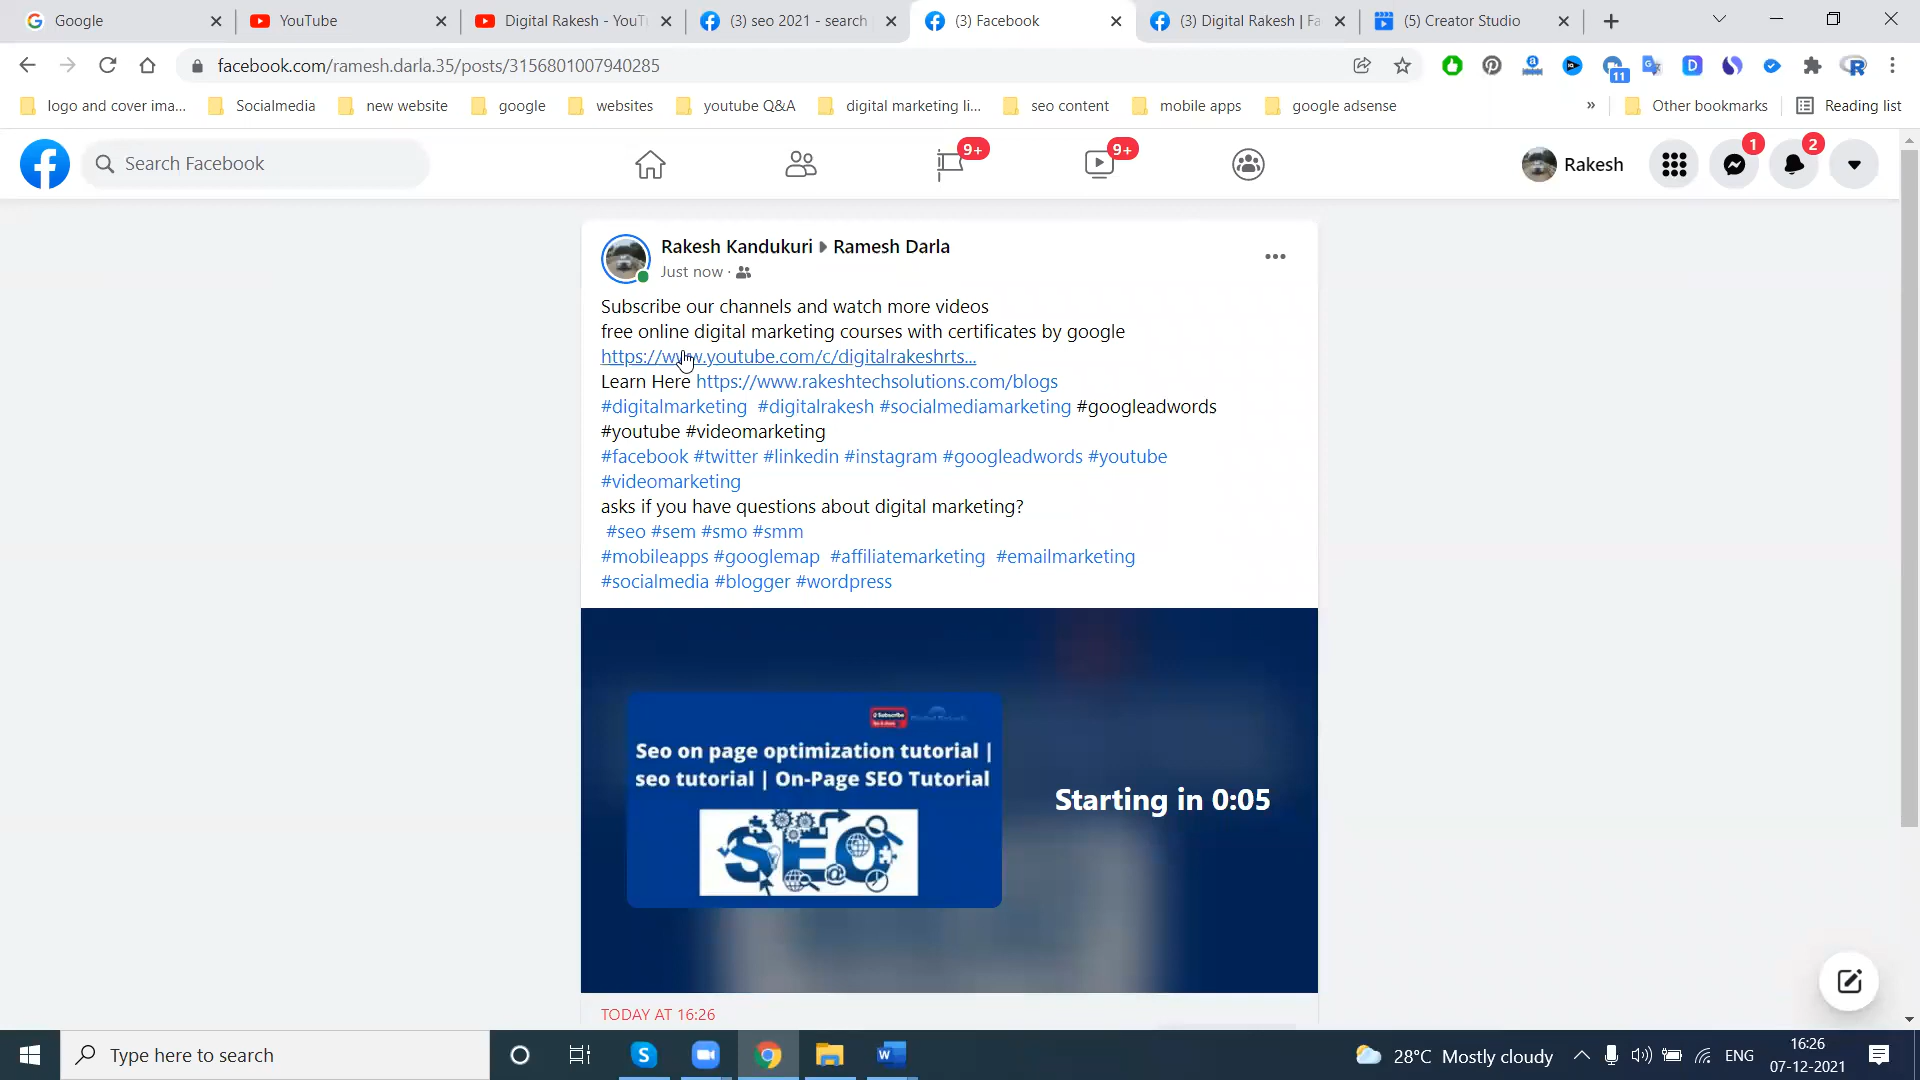 Google
YouTube
Digital Rakesh - YouT
(3) seo 2021 - search
(3) Facebook
(3) Digital Rakesh | Fa
(5) Creator Studio
facebook.com/ramesh.darla.35/posts/3156801007940285
11
logo and cover ima...
Socialmedia
new website
google
websites
youtube Q&A
digital marketing li...
seo content
mobile apps
google adsense
»
Other bookmarks
Reading list
Search Facebook
9+
9+
Rakesh
1
2
Rakesh Kandukuri ▸ Ramesh Darla
Just now ·
Subscribe our channels and watch more videos
free online digital marketing courses with certificates by google
https://www.youtube.com/c/digitalrakeshrts...
Learn Here https://www.rakeshtechsolutions.com/blogs
#digitalmarketing #digitalrakesh #socialmediamarketing #googleadwords
#youtube #videomarketing
#facebook #twitter #linkedin #instagram #googleadwords #youtube
#videomarketing
asks if you have questions about digital marketing?
#seo #sem #smo #smm
#mobileapps #googlemap #affiliatemarketing #emailmarketing
#socialmedia #blogger #wordpress
Subscribe
Seo on page optimization tutorial |
seo tutorial | On-Page SEO Tutorial
SEO
Starting in 0:05
TODAY AT 16:26
Type here to search
28°C Mostly cloudy
ENG
16:26
07-12-2021